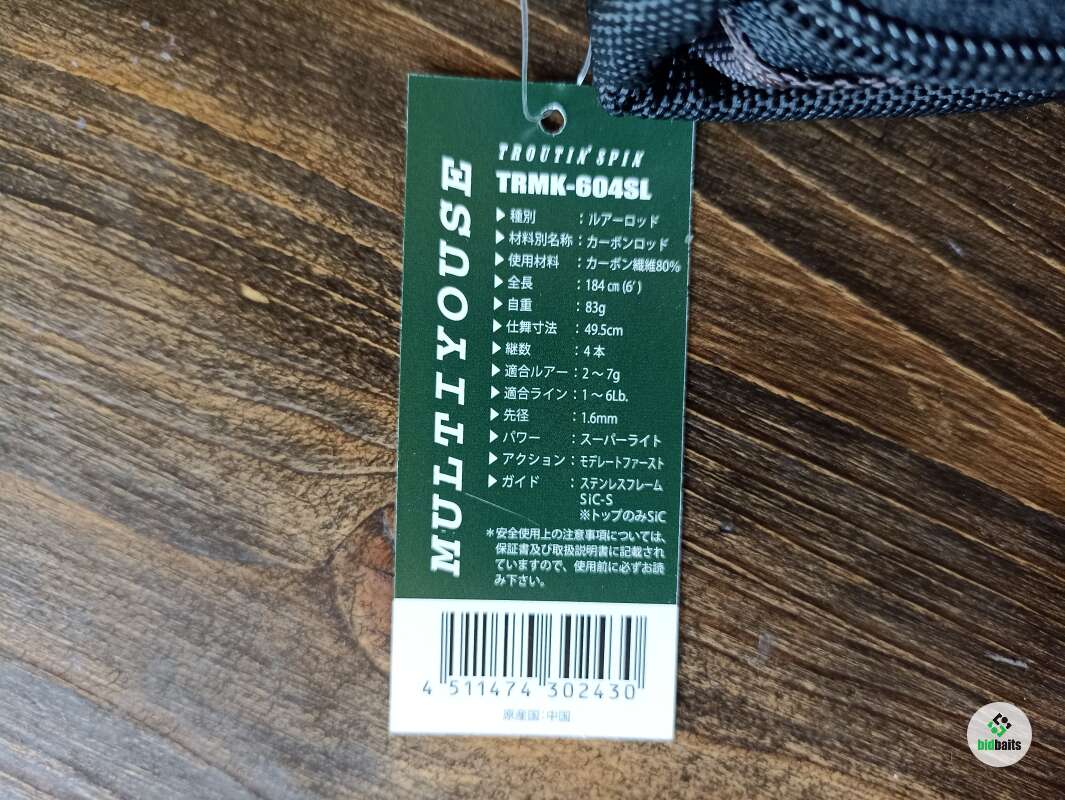 MULTIYOUSE
TROUTIN' SPIN
TRMK-604SL
▶種別 : ルアーロッド
▶材料別名称 : カーボンロッド
▶使用材料 : カーボン繊維80%
▶全長 : 184㎝(6')
▶自重 : 83g
▶仕舞寸法 : 49.5cm
▶継数 : 4本
▶適合ルアー : 2〜7g
▶適合ライン : 1〜6Lb.
▶先径 : 1.6mm
▶パワー : スーパーライト
▶アクション : モデレートファースト
▶ガイド : ステンレスフレーム
SiC-S
※トップのみSiC
*安全使用上の注意事項については、
保証書及び取扱説明書に記載され
ていますので、使用前に必ずお読
み下さい。
4 511474 302430
原産国:中国
bidbaits